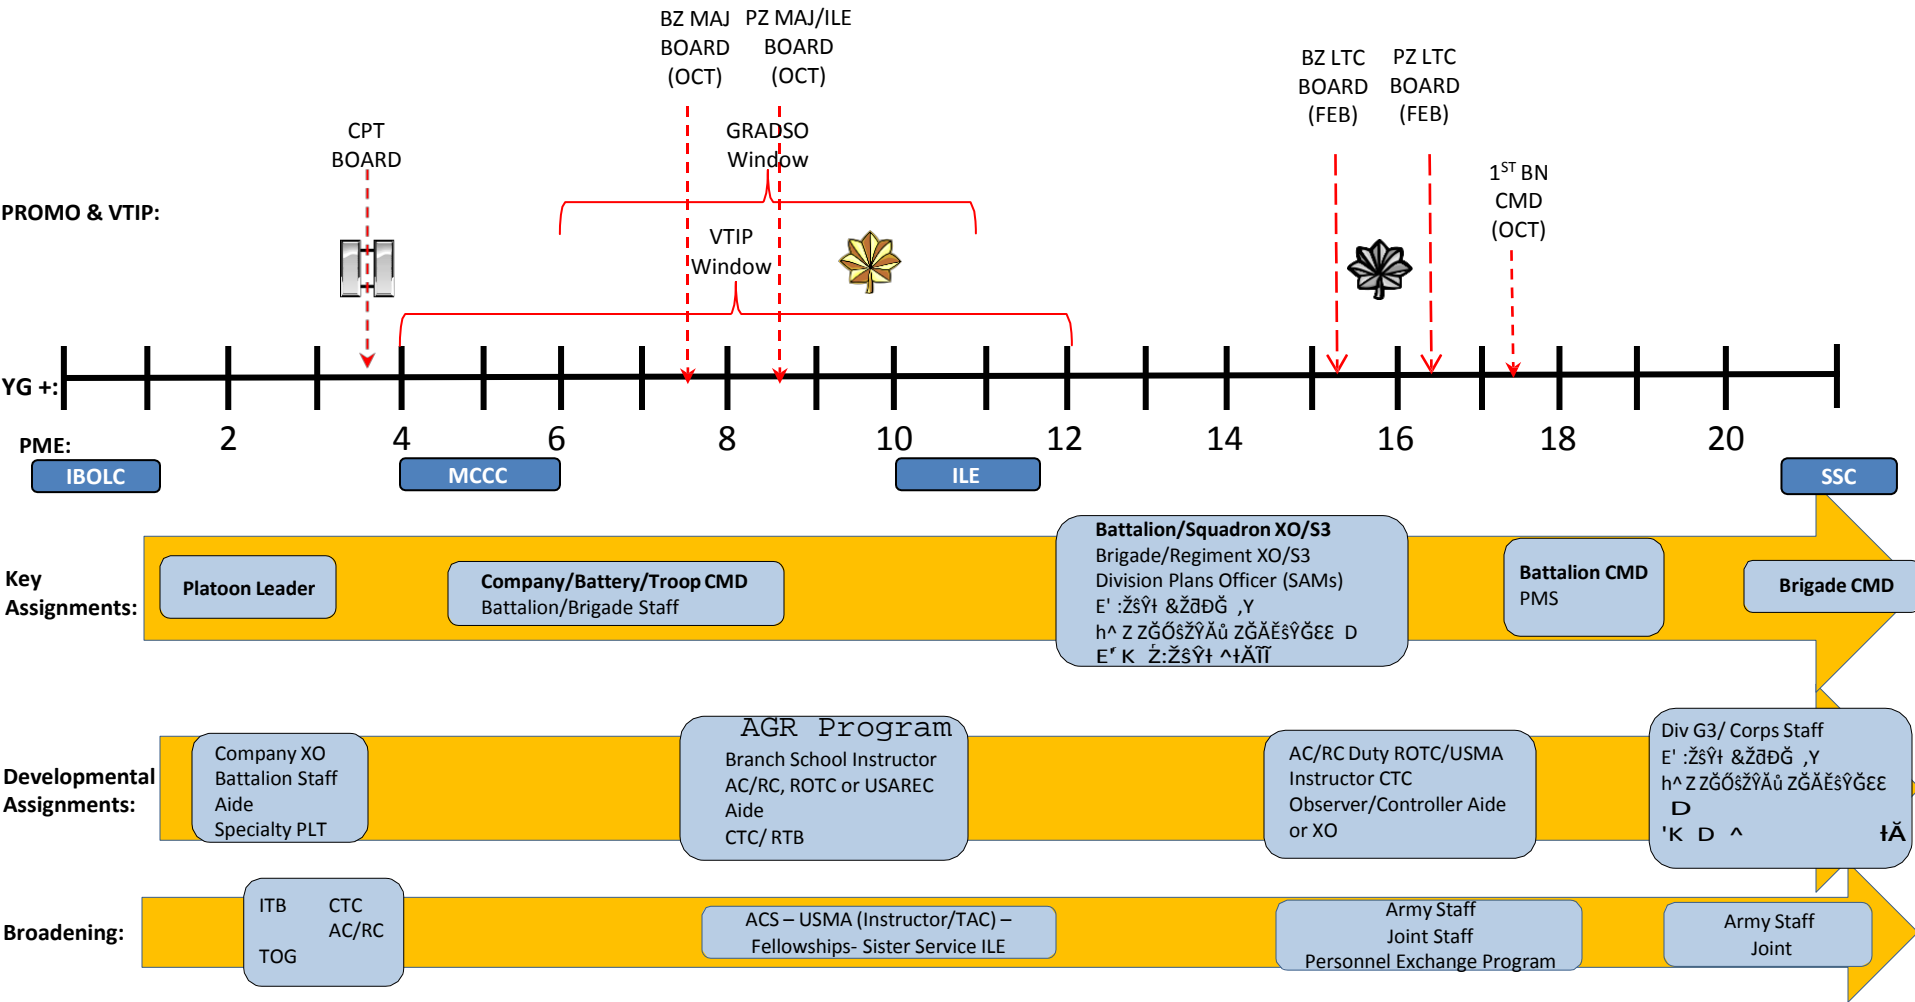 BZ MAJ
BOARD
(OCT)
PZ MAJ/ILE
BOARD
(OCT)
BZ LTC
BOARD
(FEB)
PZ LTC
BOARD
(FEB)
CPT
BOARD
GRADSO
Window
1ST BN
CMD
(OCT)
PROMO & VTIP:
VTIP
Window
YG +:
PME:
2 4 6 8 10 12 14 16 18 20
IBOLC
MCCC
ILE
SSC
Key
Assignments:
Platoon Leader
Company/Battery/Troop CMD
Battalion/Brigade Staff
Battalion/Squadron XO/S3
Brigade/Regiment XO/S3
Division Plans Officer (SAMs)
Battalion CMD
PMS
Brigade CMD
Developmental
Assignments:
Company XO
Battalion Staff
Aide
Specialty PLT
AGR Program
Branch School Instructor
AC/RC, ROTC or USAREC
Aide
CTC/ RTB
AC/RC Duty ROTC/USMA
Instructor CTC
Observer/Controller Aide
or XO
Div G3/ Corps Staff
Broadening:
ITB CTC
AC/RC
TOG
ACS – USMA (Instructor/TAC) –
Fellowships- Sister Service ILE
Army Staff
Joint Staff
Personnel Exchange Program
Army Staff
Joint